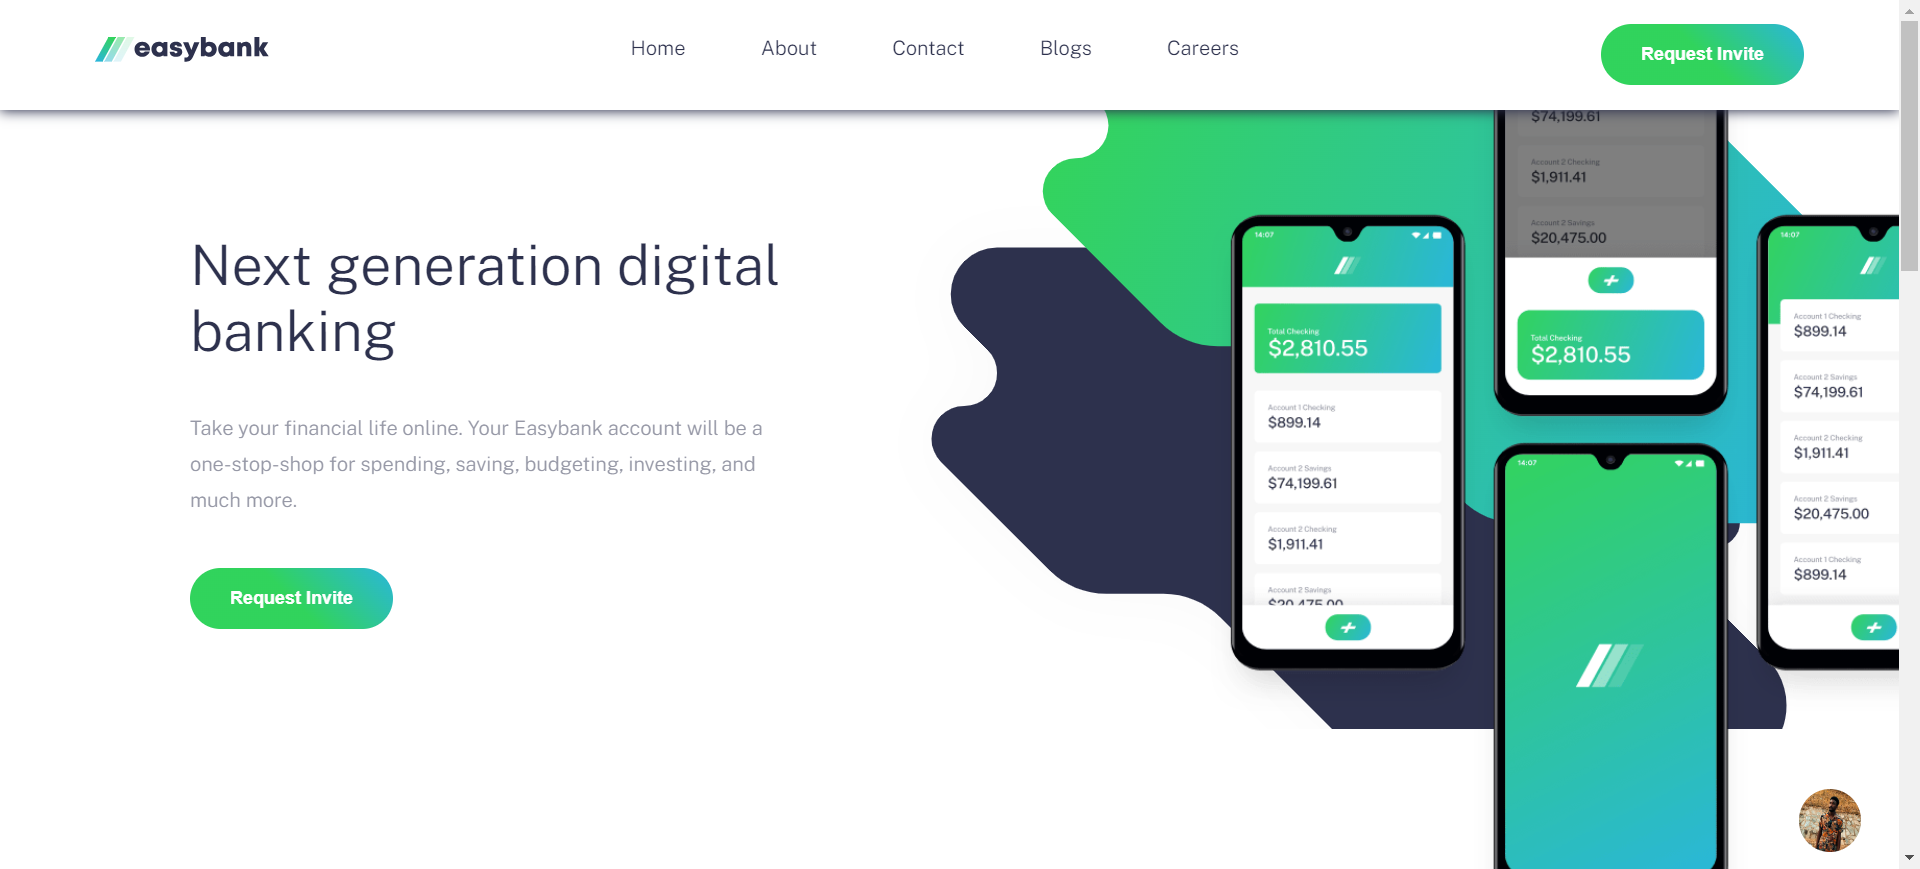 easybank
Home
About
Contact
Blogs
Careers
Request Invite
Next generation digital
banking
Take your financial life online. Your Easybank account will be a
one-stop-shop for spending, saving, budgeting, investing, and
much more.
Request Invite
14:07
Total Checking
$2,810.55
Account 1 Checking
$899.14
Account 2 Savings
$74,199.61
Account 2 Checking
$1,911.41
Account 2 Savings
$20,475.00
$74,199.61
Account 2 Checking
$1,911.41
Account 2 Savings
$20,475.00
Total Checking
$2,810.55
14:07
14:07
Account 1 Checking
$899.14
Account 2 Savings
$74,199.61
Account 2 Checking
$1,911.41
Account 2 Savings
$20,475.00
Account 1 Checking
$899.14